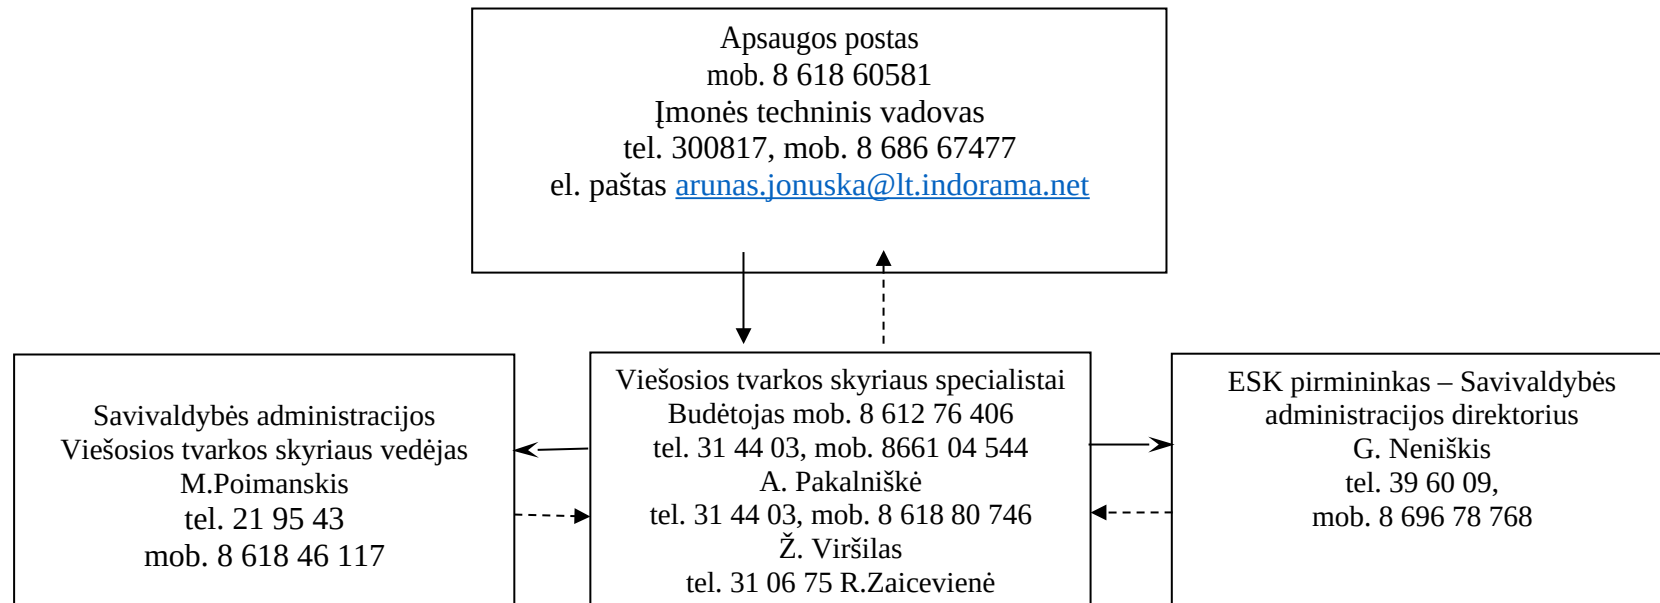 Apsaugos postas
mob. 8 618 60581
Įmonės techninis vadovas
tel. 300817, mob. 8 686 67477
el. paštas arunas.jonuska@lt.indorama.net
Savivaldybės administracijos
Viešosios tvarkos skyriaus vedėjas
M.Poimanskis
tel. 21 95 43
mob. 8 618 46 117
Viešosios tvarkos skyriaus specialistai
Budėtojas mob. 8 612 76 406
tel. 31 44 03, mob. 8661 04 544
A. Pakalniškė
tel. 31 44 03, mob. 8 618 80 746
Ž. Viršilas
tel. 31 06 75 R.Zaicevienė
ESK pirmininkas – Savivaldybės
administracijos direktorius
G. Neniškis
tel. 39 60 09,
mob. 8 696 78 768